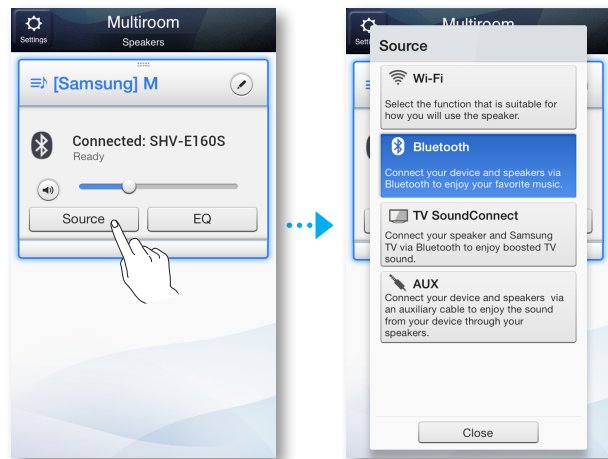 Multiroom
Settings
Speakers
[Samsung] M
Connected: SHV-E160S
Ready
Source
EQ
Multiroom
Source
Wi-Fi
Select the function that is suitable for
how you will use the speaker.
Bluetooth
Connect your device and speakers via
Bluetooth to enjoy your favorite music.
TV SoundConnect
Connect your speaker and Samsung
TV via Bluetooth to enjoy boosted TV
sound.
AUX
Connect your device and speakers via
an auxiliary cable to enjoy the sound
from your device through your
speakers.
Close